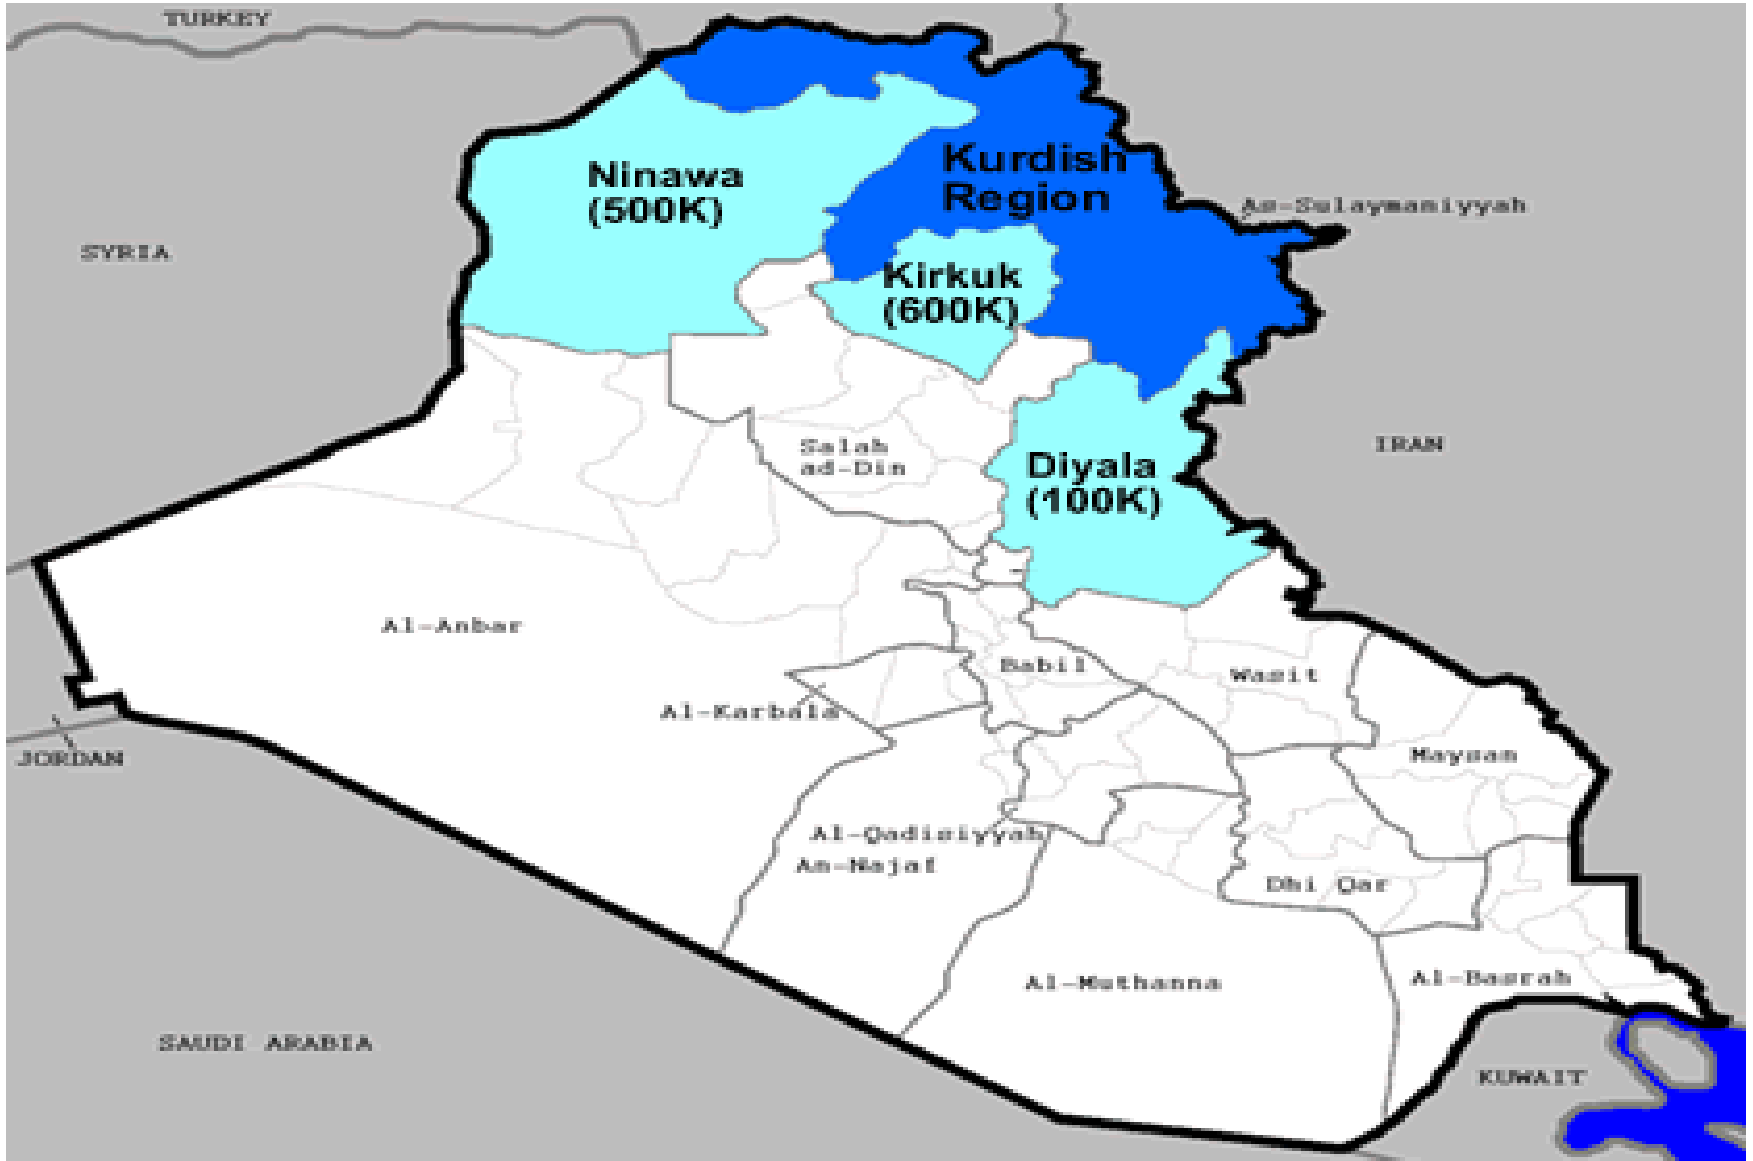 TURKEY
Ninawa
(500K)
Kurdish
Region
As-Sulaymaniyyah
SYRIA
Kirkuk
(600K)
IRAN
Salah
ad-Din
Diyala
(100K)
Al-Anbar
Babil
Wasit
Al-Karbala
JORDAN
Maysan
Al-Qadisiyyah
An-Najaf
Dhi Qar
Al-Muthanna
Al-Basrah
SAUDI ARABIA
KUWAIT